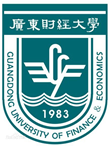 廣東財經大學
GUANGDONG UNIVERSITY OF FINANCE & ECONOMICS
1983